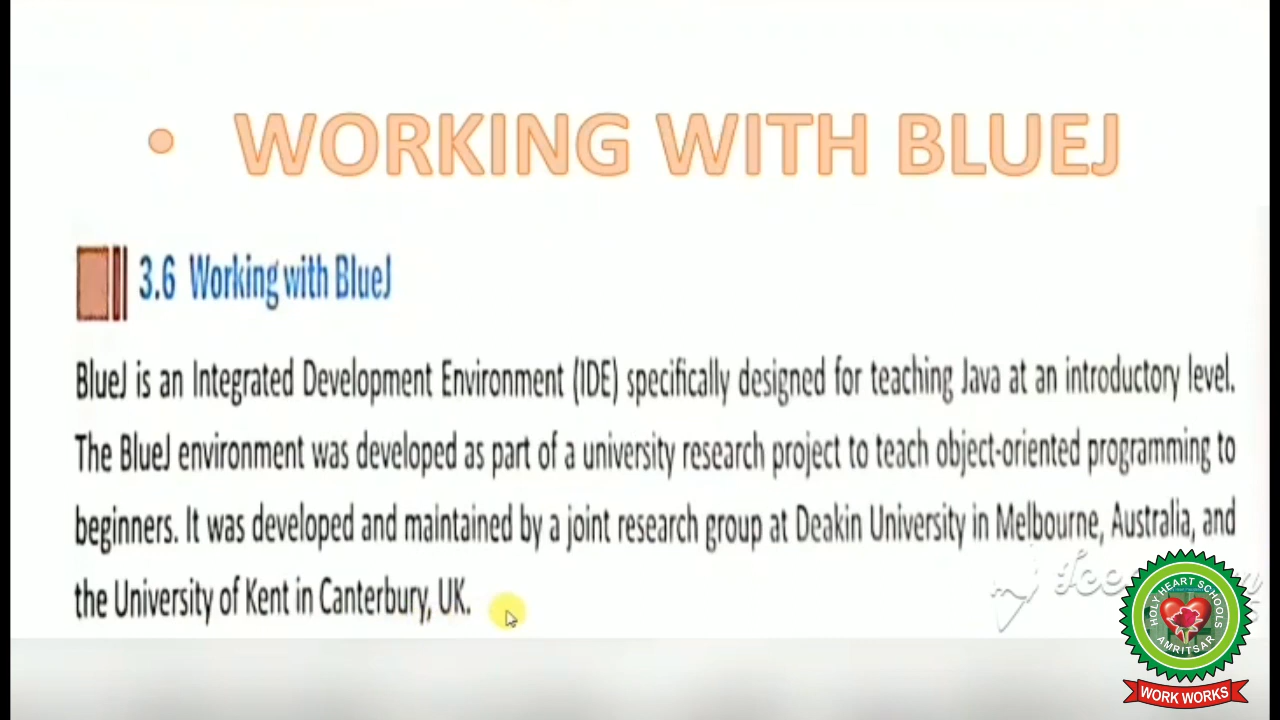 • WORKING WITH BLUEJ
3.6 Working with BlueJ
BlueJ is an Integrated Development Environment (IDE) specifically designed for teaching Java at an introductory level.
The BlueJ environment was developed as part of a university research project to teach object-oriented programming to
beginners. It was developed and maintained by a joint research group at Deakin University in Melbourne, Australia, and
the University of Kent in Canterbury, UK.
HOLY HEART SCHOOLS
AMRITSAR
WORK WORKS